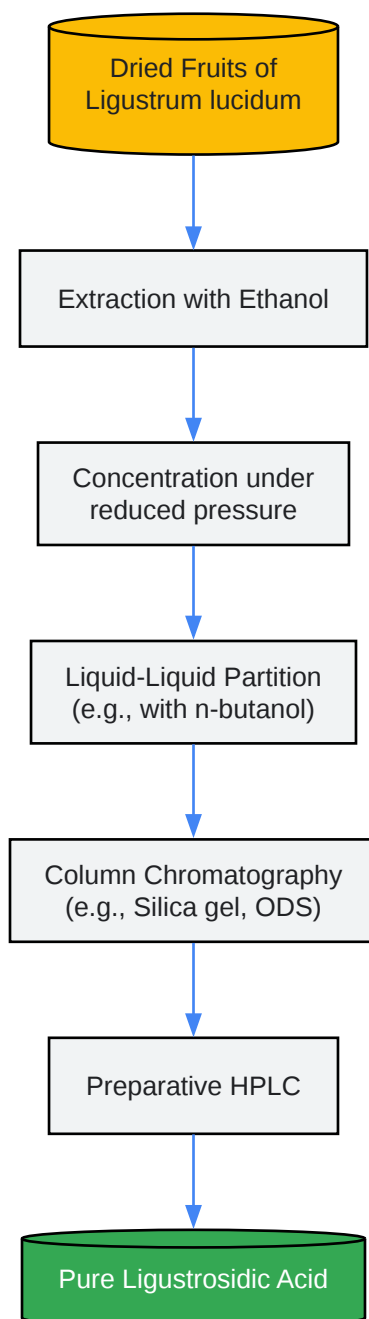 Dried Fruits of
Ligustrum lucidum
Extraction with Ethanol
Concentration under
reduced pressure
Liquid-Liquid Partition
(e.g., with n-butanol)
Column Chromatography
(e.g., Silica gel, ODS)
Preparative HPLC
Pure Ligustrosidic Acid